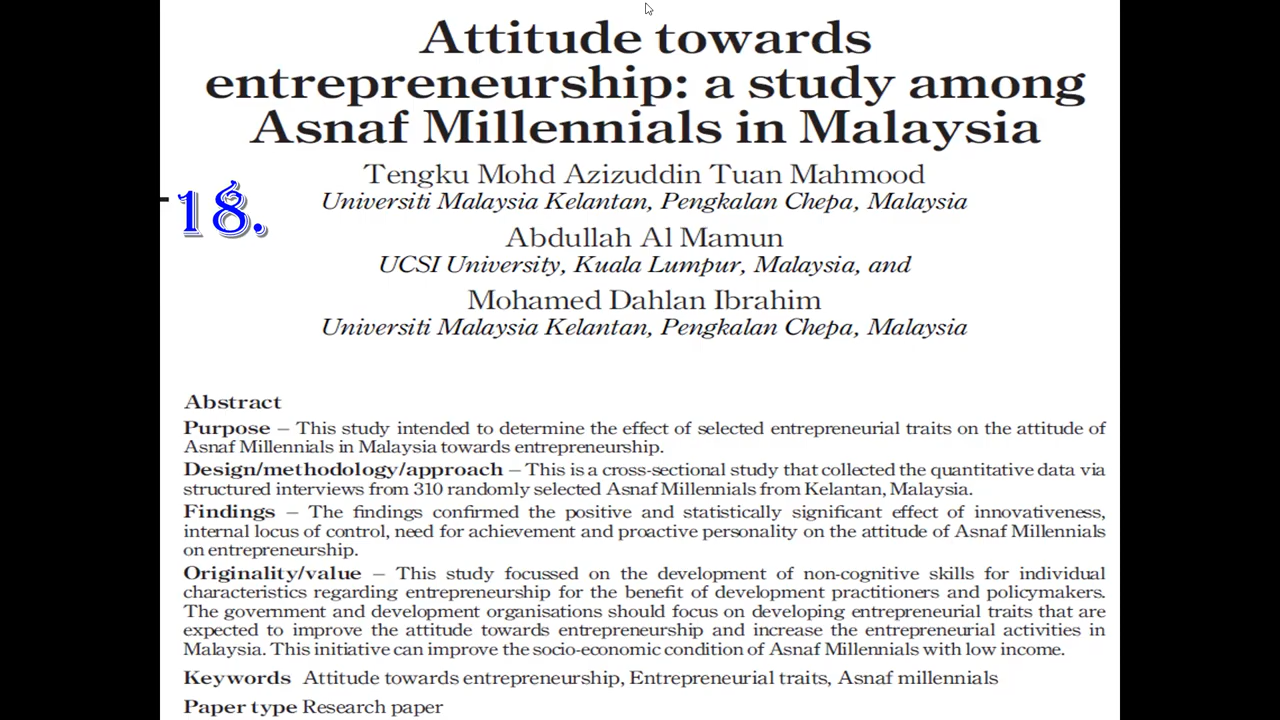 Attitude towards
entrepreneurship: a study among
Asnaf Millennials in Malaysia
Tengku Mohd Azizuddin Tuan Mahmood
18.
Universiti Malaysia Kelantan, Pengkalan Chepa, Malaysia
Abdullah Al Mamun
UCSI University, Kuala Lumpur, Malaysia, and
Mohamed Dahlan Ibrahim
Universiti Malaysia Kelantan, Pengkalan Chepa, Malaysia
Abstract
Purpose – This study intended to determine the effect of selected entrepreneurial traits on the attitude of
Asnaf Millennials in Malaysia towards entrepreneurship.
Design/methodology/approach – This is a cross-sectional study that collected the quantitative data via
structured interviews from 310 randomly selected Asnaf Millennials from Kelantan, Malaysia.
Findings – The findings confirmed the positive and statistically significant effect of innovativeness,
internal locus of control, need for achievement and proactive personality on the attitude of Asnaf Millennials
on entrepreneurship.
Originality/value – This study focussed on the development of non-cognitive skills for individual
characteristics regarding entrepreneurship for the benefit of development practitioners and policymakers.
The government and development organisations should focus on developing entrepreneurial traits that are
expected to improve the attitude towards entrepreneurship and increase the entrepreneurial activities in
Malaysia. This initiative can improve the socio-economic condition of Asnaf Millennials with low income.
Keywords Attitude towards entrepreneurship, Entrepreneurial traits, Asnaf millennials
Paper type Research paper